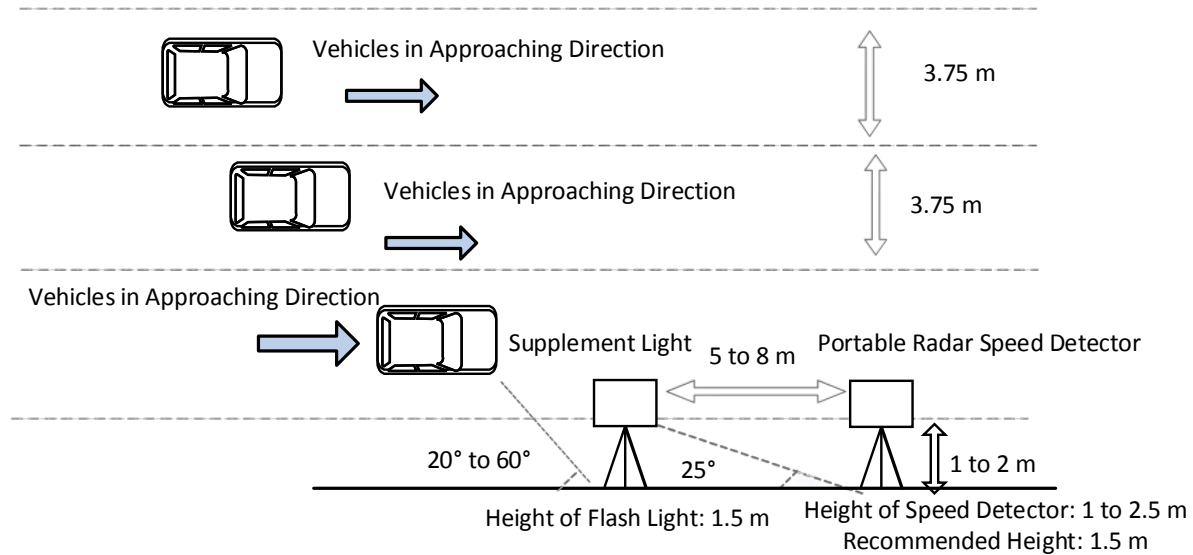 Vehicles in Approaching Direction
3.75 m
Vehicles in Approaching Direction
3.75 m
Vehicles in Approaching Direction
Supplement Light
5 to 8 m
Portable Radar Speed Detector
20° to 60°
25°
1 to 2 m
Height of Flash Light: 1.5 m
Height of Speed Detector: 1 to 2.5 m
Recommended Height: 1.5 m